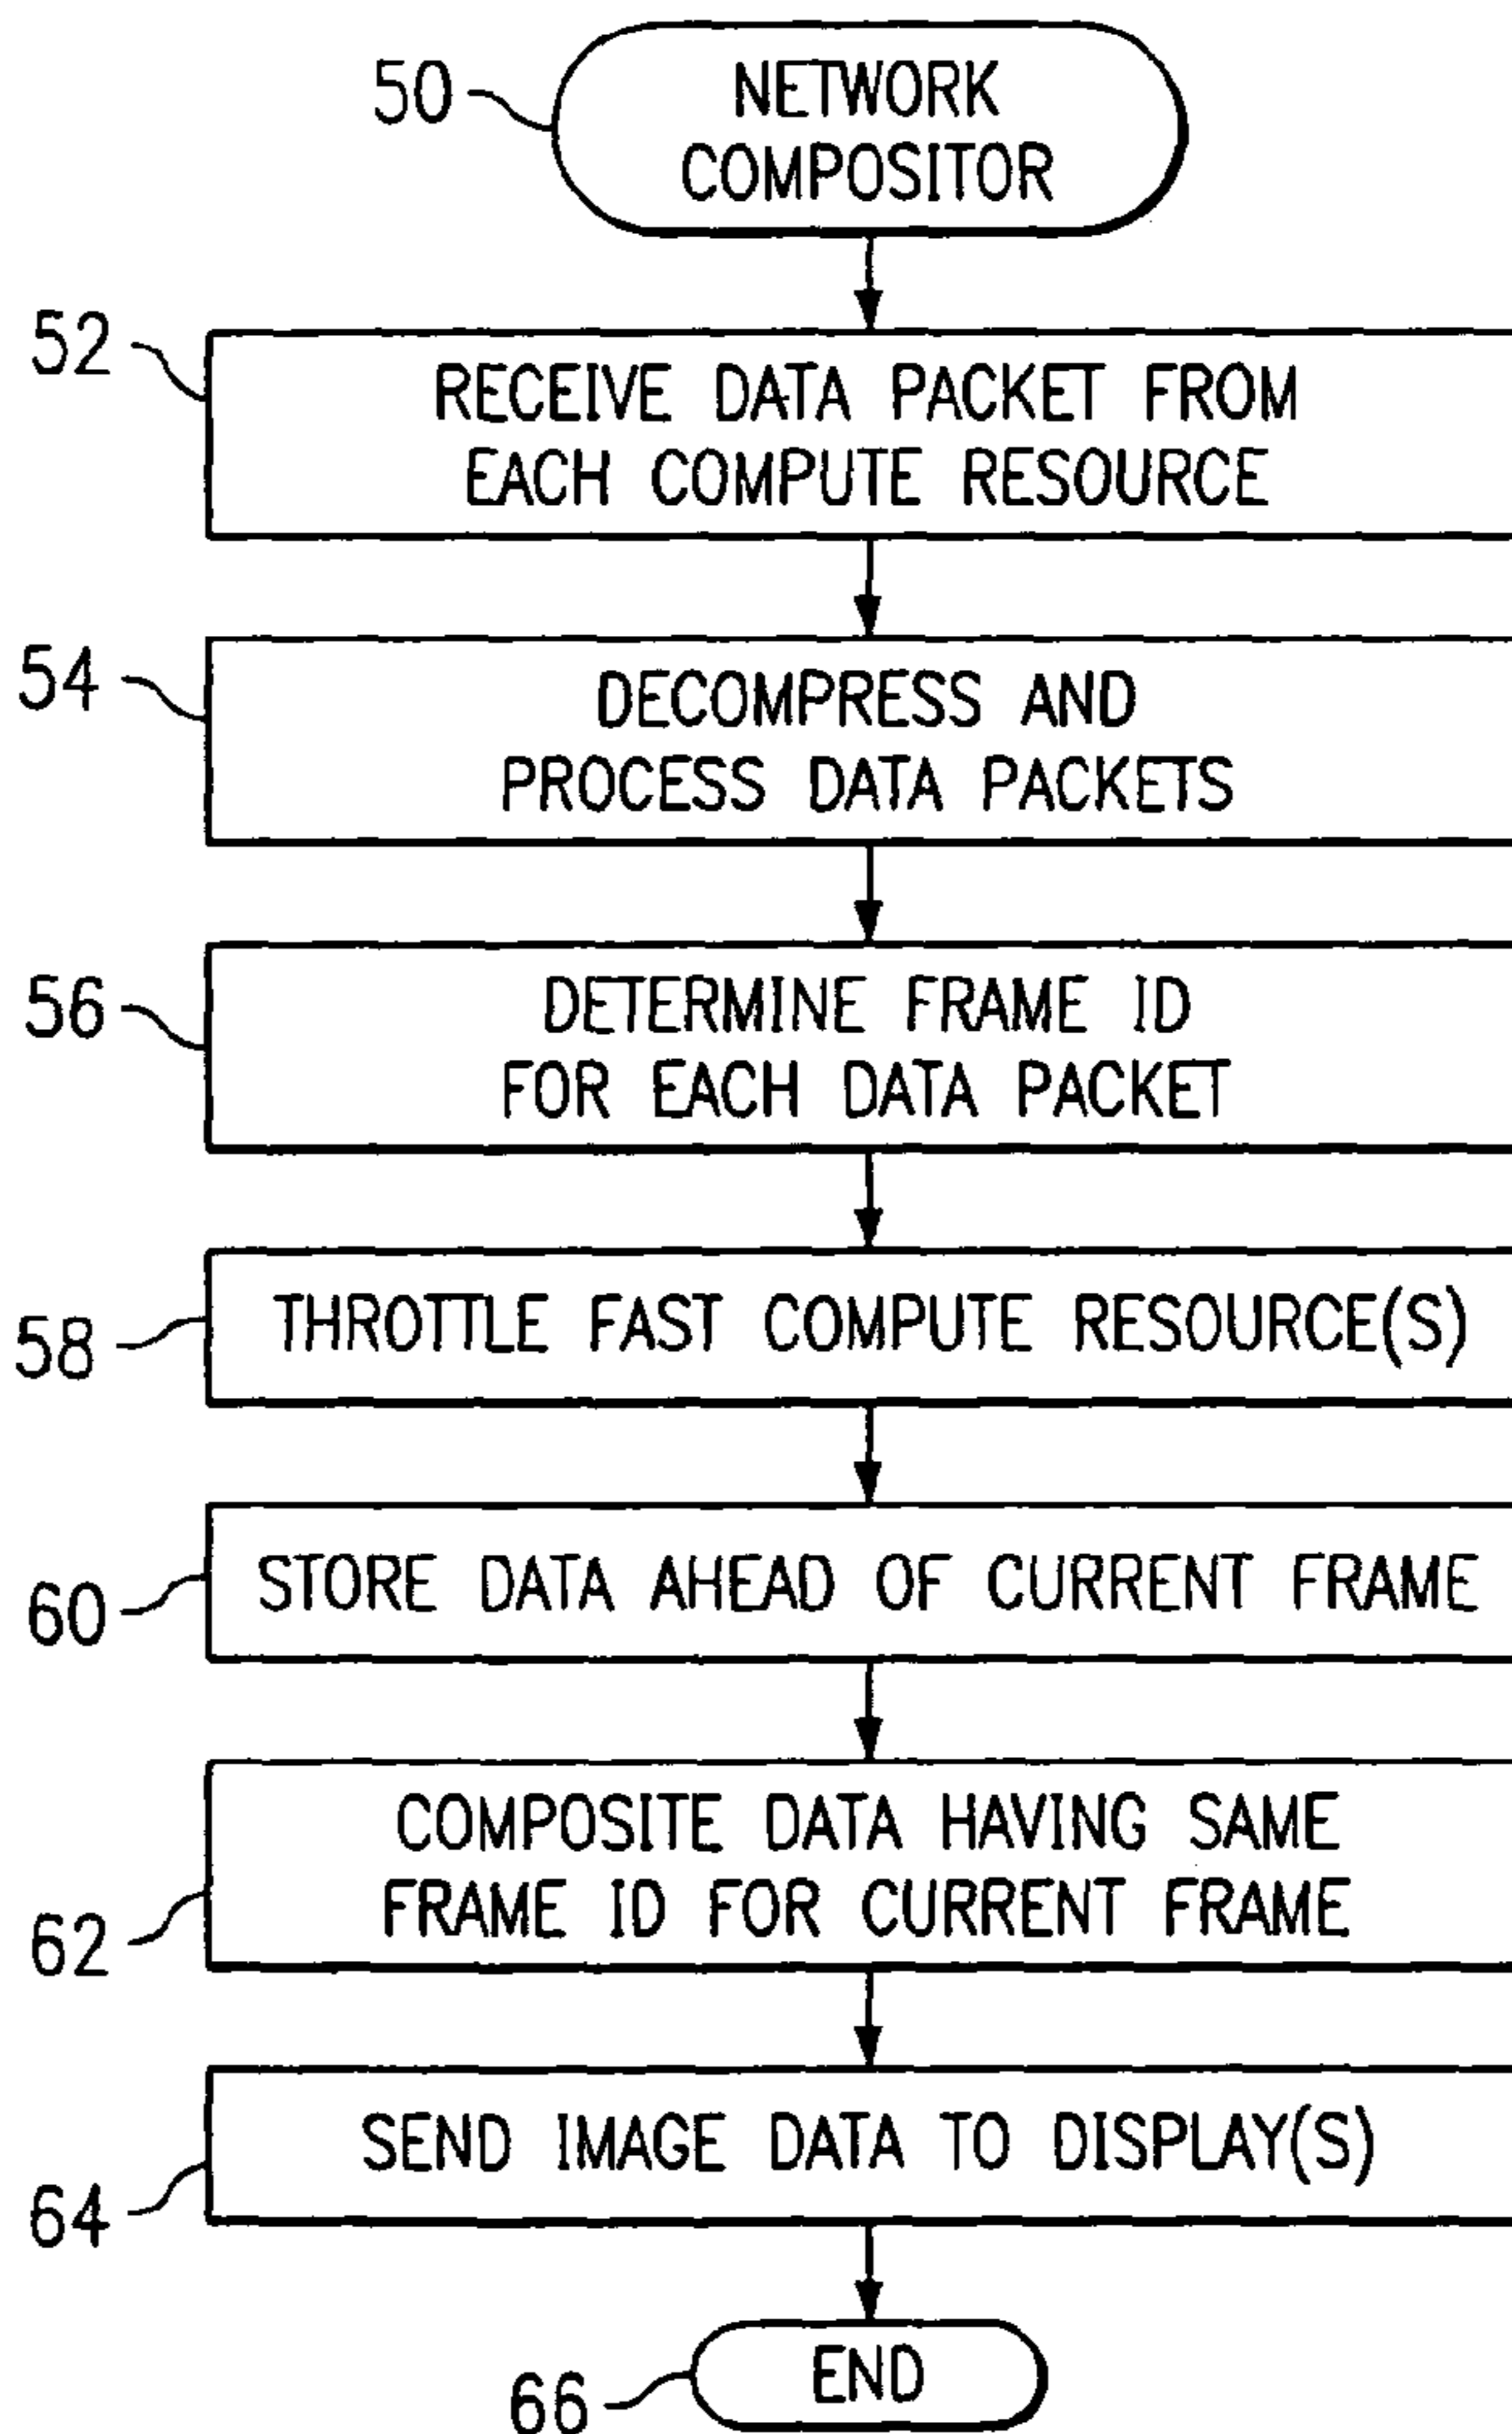 50
NETWORK
COMPOSITOR
52
RECEIVE DATA PACKET FROM
EACH COMPUTE RESOURCE
54
DECOMPRESS AND
PROCESS DATA PACKETS
56
DETERMINE FRAME ID
FOR EACH DATA PACKET
58
THROTTLE FAST COMPUTE RESOURCE(S)
60
STORE DATA AHEAD OF CURRENT FRAME
62
COMPOSITE DATA HAVING SAME
FRAME ID FOR CURRENT FRAME
64
SEND IMAGE DATA TO DISPLAY(S)
66
END